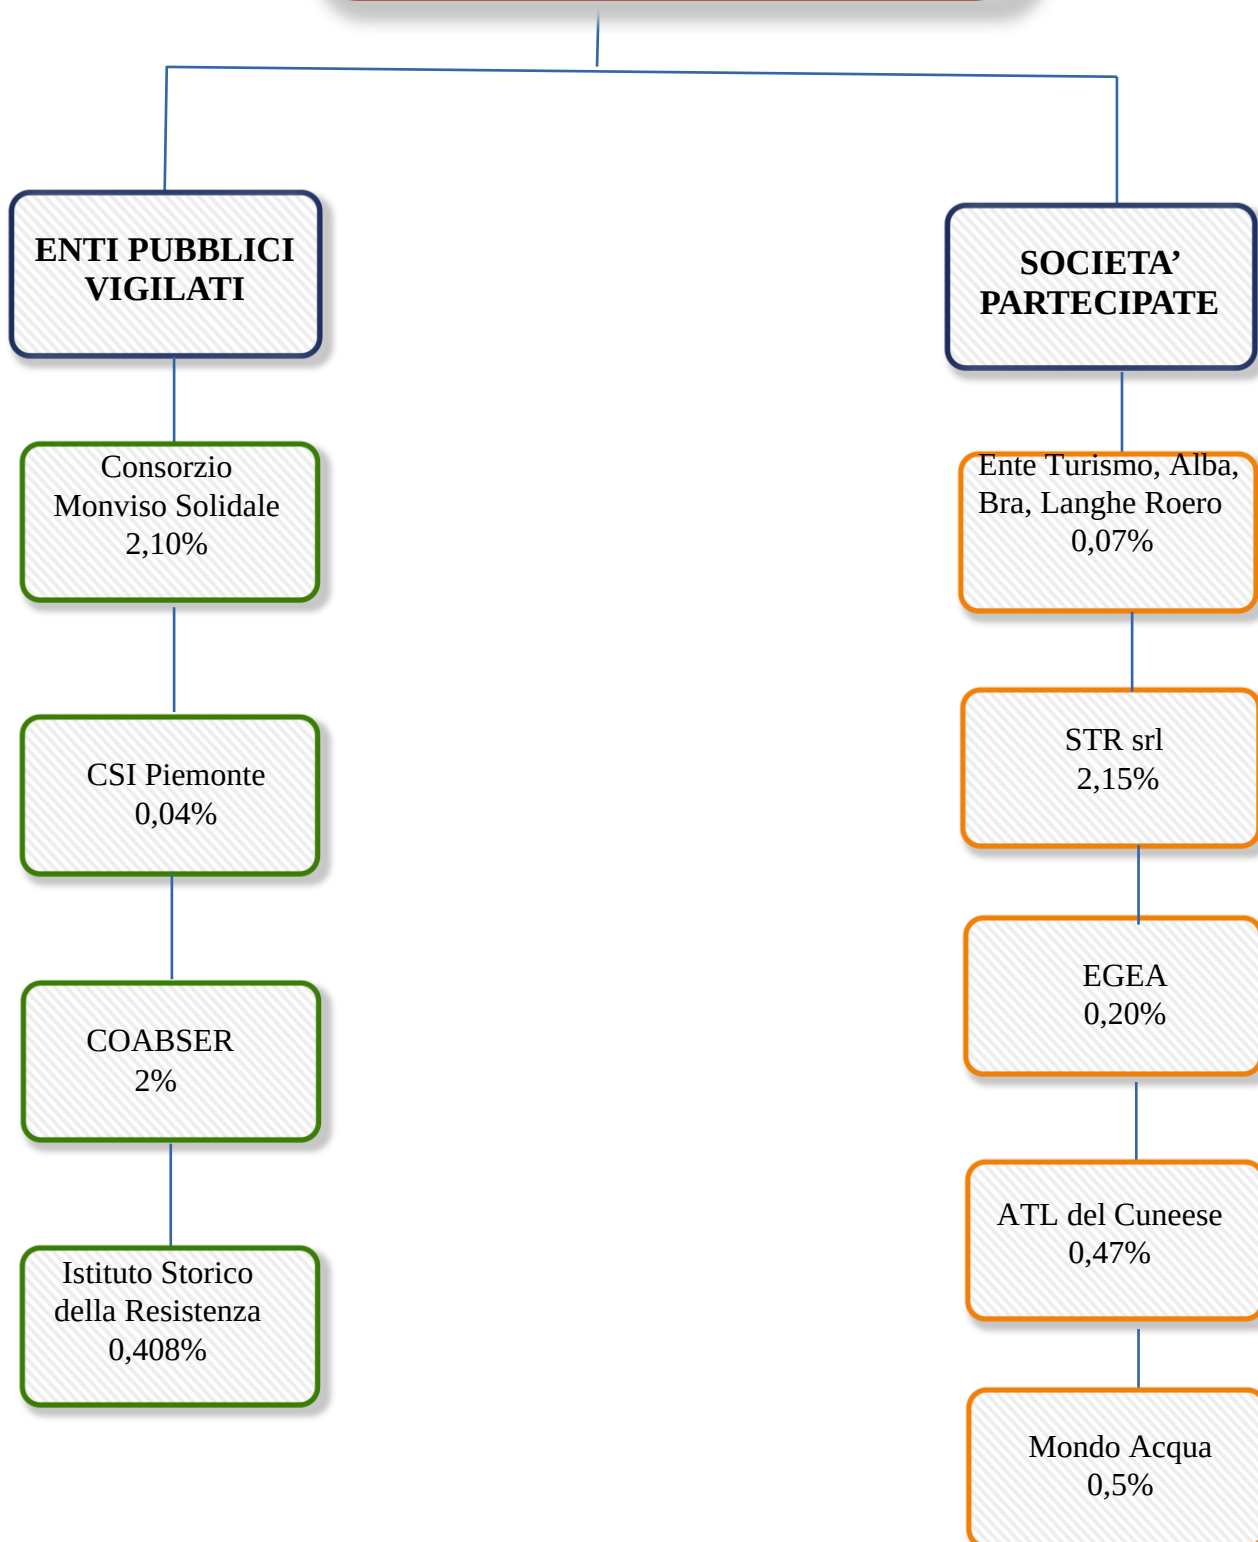 ENTI PUBBLICI
VIGILATI
Consorzio
Monviso Solidale
2,10%
CSI Piemonte
0,04%
COABSER
2%
Istituto Storico
della Resistenza
0,408%
SOCIETA’
PARTECIPATE
Ente Turismo, Alba,
Bra, Langhe Roero
0,07%
STR srl
2,15%
EGEA
0,20%
ATL del Cuneese
0,47%
Mondo Acqua
0,5%